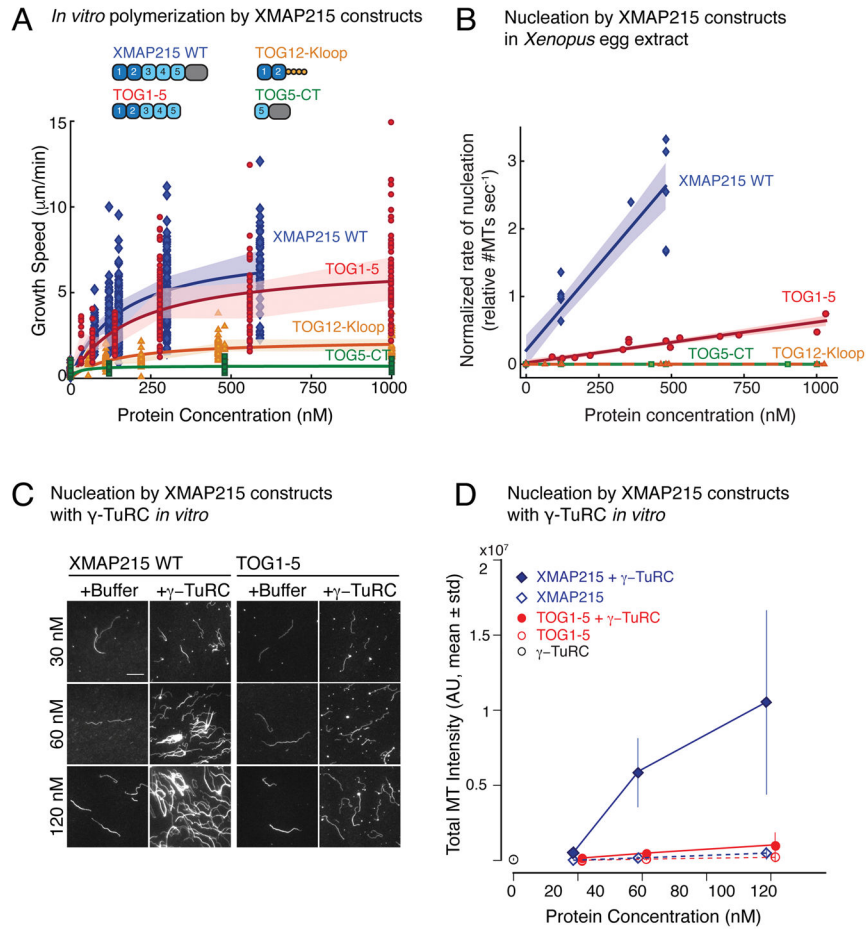 A
In vitro polymerization by XMAP215 constructs
XMAP215 WT
1 2 3 4 5
TOG12-Kloop
1 2
TOG1-5
1 2 3 4 5
TOG5-CT
5
Growth Speed (μm/min)
15
10
5
0
XMAP215 WT
TOG1-5
TOG12-Kloop
TOG5-CT
0 250 500 750 1000
Protein Concentration (nM)
B
Nucleation by XMAP215 constructs
in Xenopus egg extract
Normalized rate of nucleation
(relative #MTs sec-1)
3
2
1
0
XMAP215 WT
TOG1-5
TOG5-CT
TOG12-Kloop
0 250 500 750 1000
Protein concentration (nM)
C
Nucleation by XMAP215 constructs
with γ-TuRC in vitro
XMAP215 WT TOG1-5
+Buffer +γ-TuRC +Buffer +γ-TuRC
30 nM
60 nM
120 nM
D
Nucleation by XMAP215 constructs
with γ-TuRC in vitro
x10⁷
2
1.5
1
0.5
Total MT Intensity (AU, mean ± std)
XMAP215 + γ-TuRC
XMAP215
TOG1-5 + γ-TuRC
TOG1-5
γ-TuRC
0 40 60 100 120
Protein Concentration (nM)